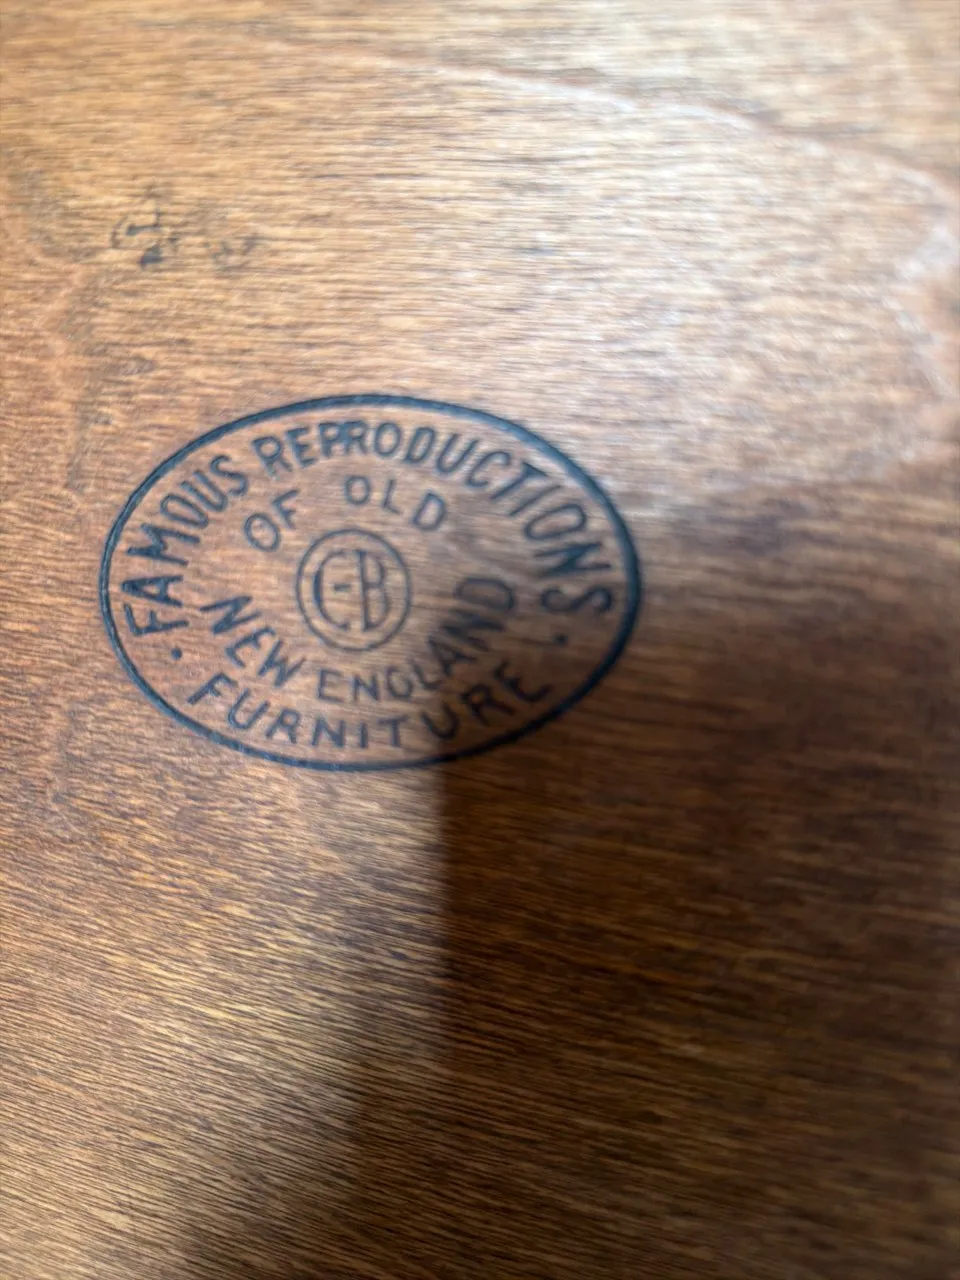 FAMOUS REPRODUCTIONS
OF OLD
C-B
NEW ENGLAND
· FURNITURE ·